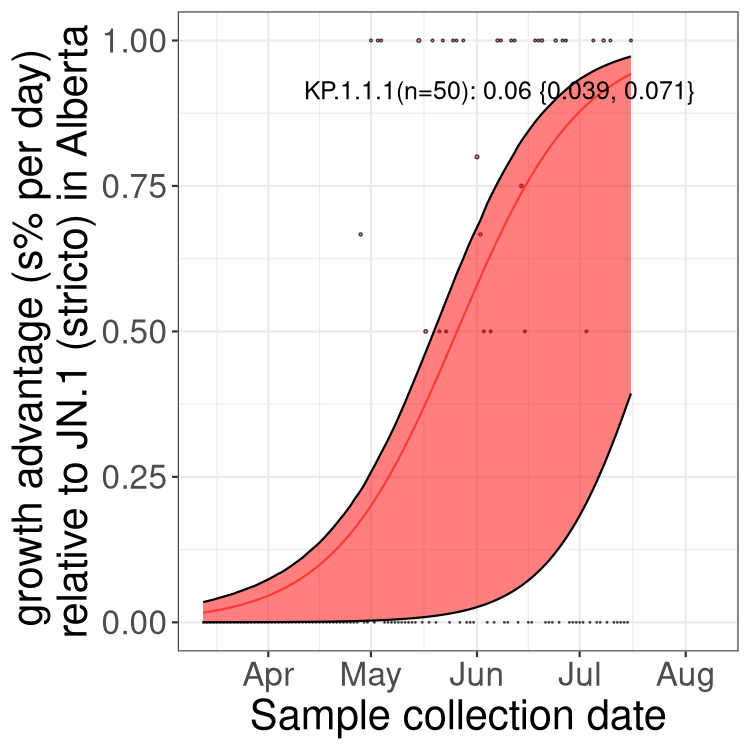 growth advantage (s% per day)
relative to JN.1 (stricto) in Alberta
1.00
0.75
0.50
0.25
0.00
KP.1.1.1(n=50): 0.06 {0.039, 0.071}
Apr May Jun Jul Aug
Sample collection date